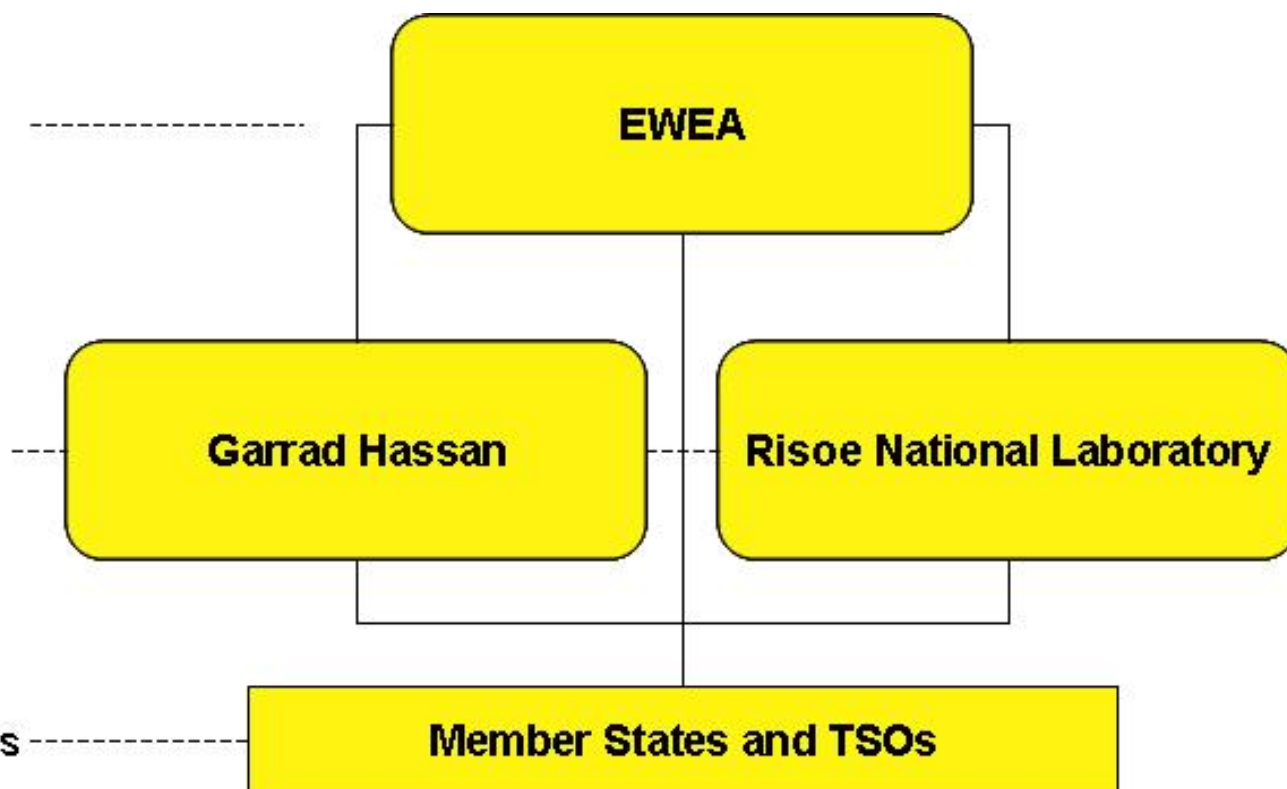 EWEA
Garrad Hassan
Risoe National Laboratory
s
Member States and TSOs